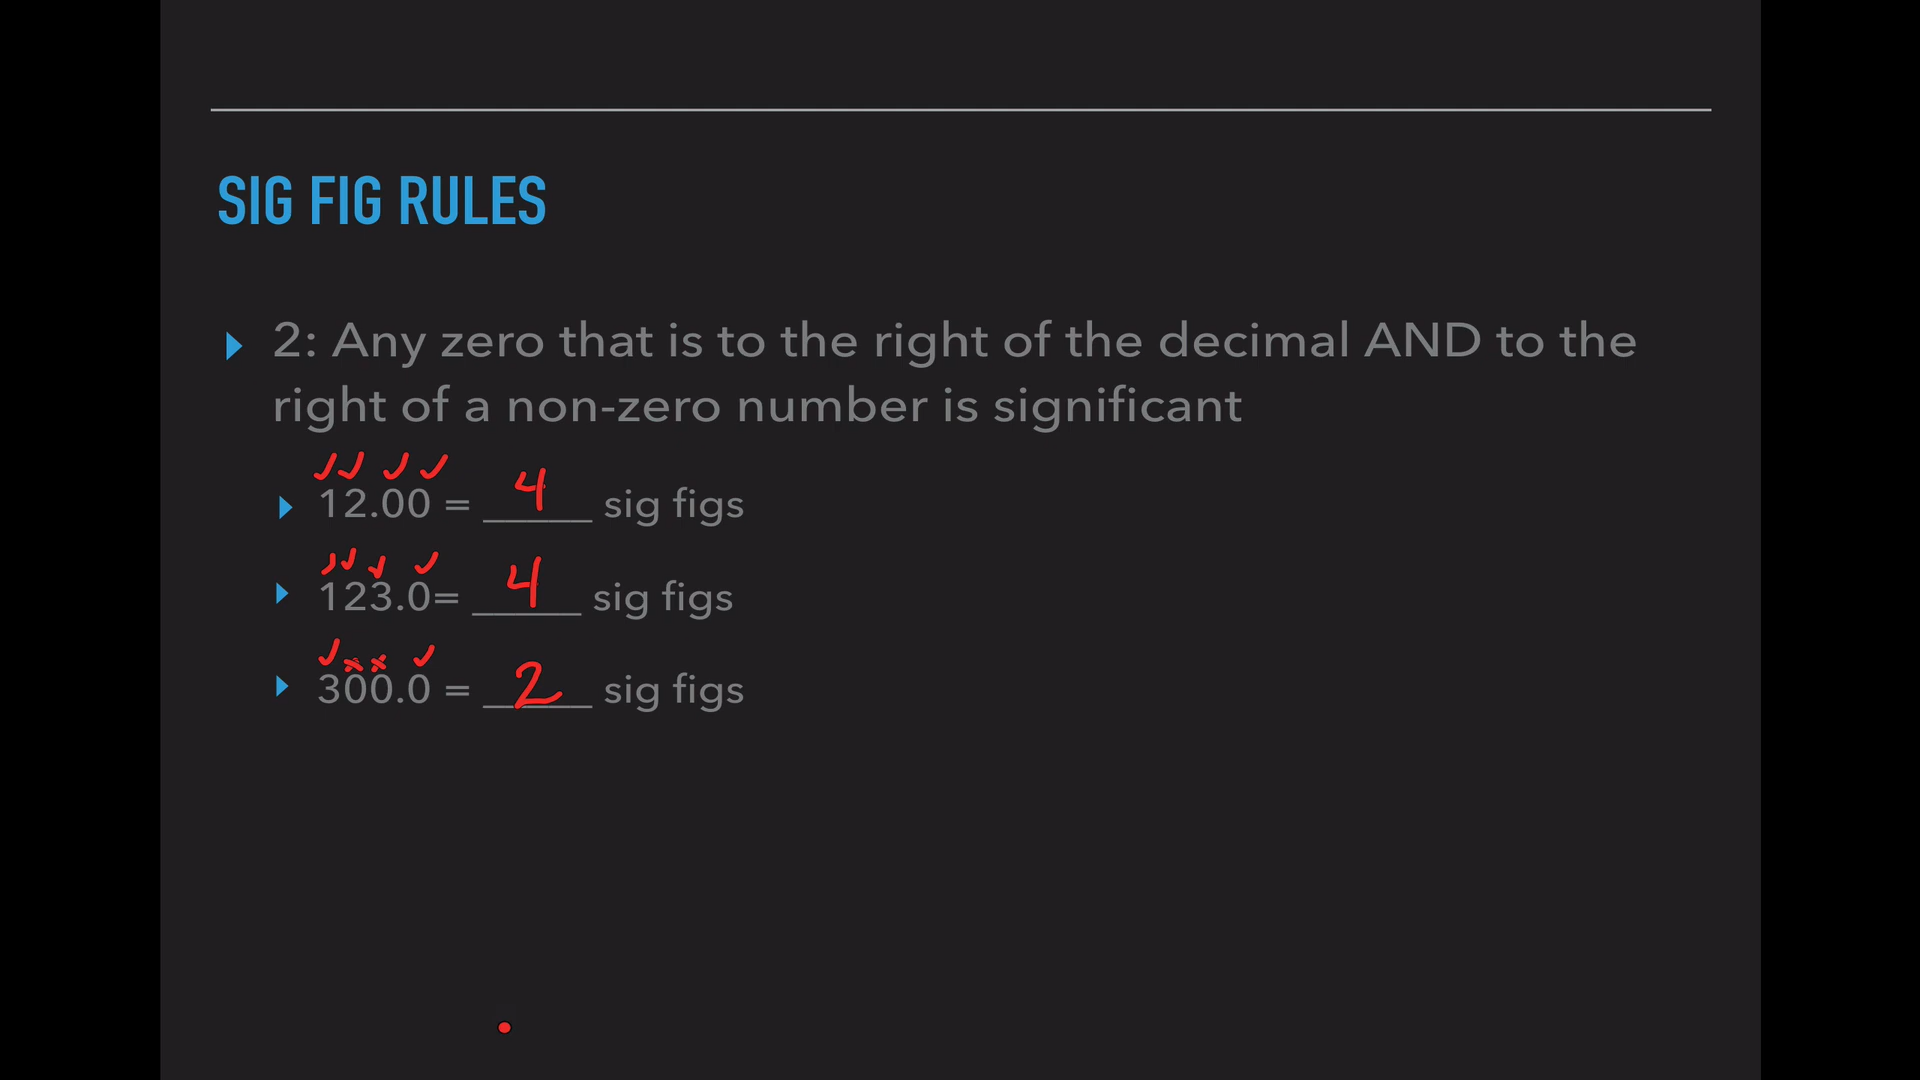 SIG FIG RULES
2: Any zero that is to the right of the decimal AND to the
right of a non-zero number is significant
12.00 = 4 sig figs
123.0= 4 sig figs
300.0 = 2 sig figs